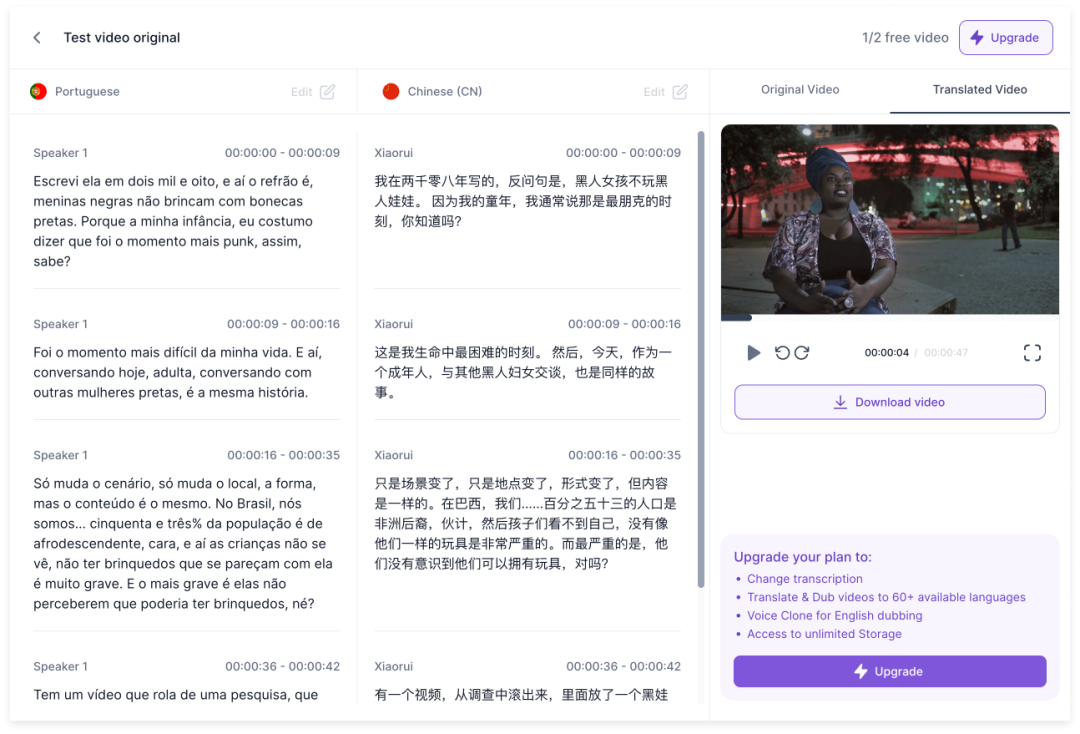 Test video original
1/2 free video
Upgrade
Portuguese
Edit
Chinese (CN)
Edit
Original Video
Translated Video
Speaker 1
00:00:00 - 00:00:09
Escrevi ela em dois mil e oito, e aí o refrão é,
meninas negras não brincam com bonecas
pretas. Porque a minha infância, eu costumo
dizer que foi o momento mais punk, assim,
sabe?
Xiaorui
00:00:00 - 00:00:09
我在两千零八年写的，反问句是，黑人女孩不玩黑
人娃娃。 因为我的童年，我通常说那是最朋克的时
刻，你知道吗?
Speaker 1
00:00:09 - 00:00:16
Foi o momento mais difícil da minha vida. E aí,
conversando hoje, adulta, conversando com
outras mulheres pretas, é a mesma história.
Xiaorui
00:00:09 - 00:00:16
这是我生命中最困难的时刻。 然后，今天，作为一
个成年人，与其他黑人妇女交谈，也是同样的故
事。
Speaker 1
00:00:16 - 00:00:35
Só muda o cenário, só muda o local, a forma,
mas o conteúdo é o mesmo. No Brasil, nós
somos... cinquenta e três% da população é de
afrodescendente, cara, e aí as crianças não se
vê, não ter brinquedos que se pareçam com ela
é muito grave. E o mais grave é elas não
perceberem que poderia ter brinquedos, né?
Xiaorui
00:00:16 - 00:00:35
只是场景变了，只是地点变了，形式变了，但内容
是一样的。在巴西，我们......百分之五十三的人口是
非洲后裔，伙计，然后孩子们看不到自己，没有像
他们一样的玩具是非常严重的。而最严重的是，他
们没有意识到他们可以拥有玩具，对吗?
Speaker 1
00:00:36 - 00:00:42
Tem um vídeo que rola de uma pesquisa, que
Xiaorui
00:00:36 - 00:00:42
有一个视频，从调查中滚出来，里面放了一个黑娃
00:00:04 / 00:00:47
Download video
Upgrade your plan to:
• Change transcription
• Translate & Dub videos to 60+ available languages
• Voice Clone for English dubbing
• Access to unlimited Storage
Upgrade